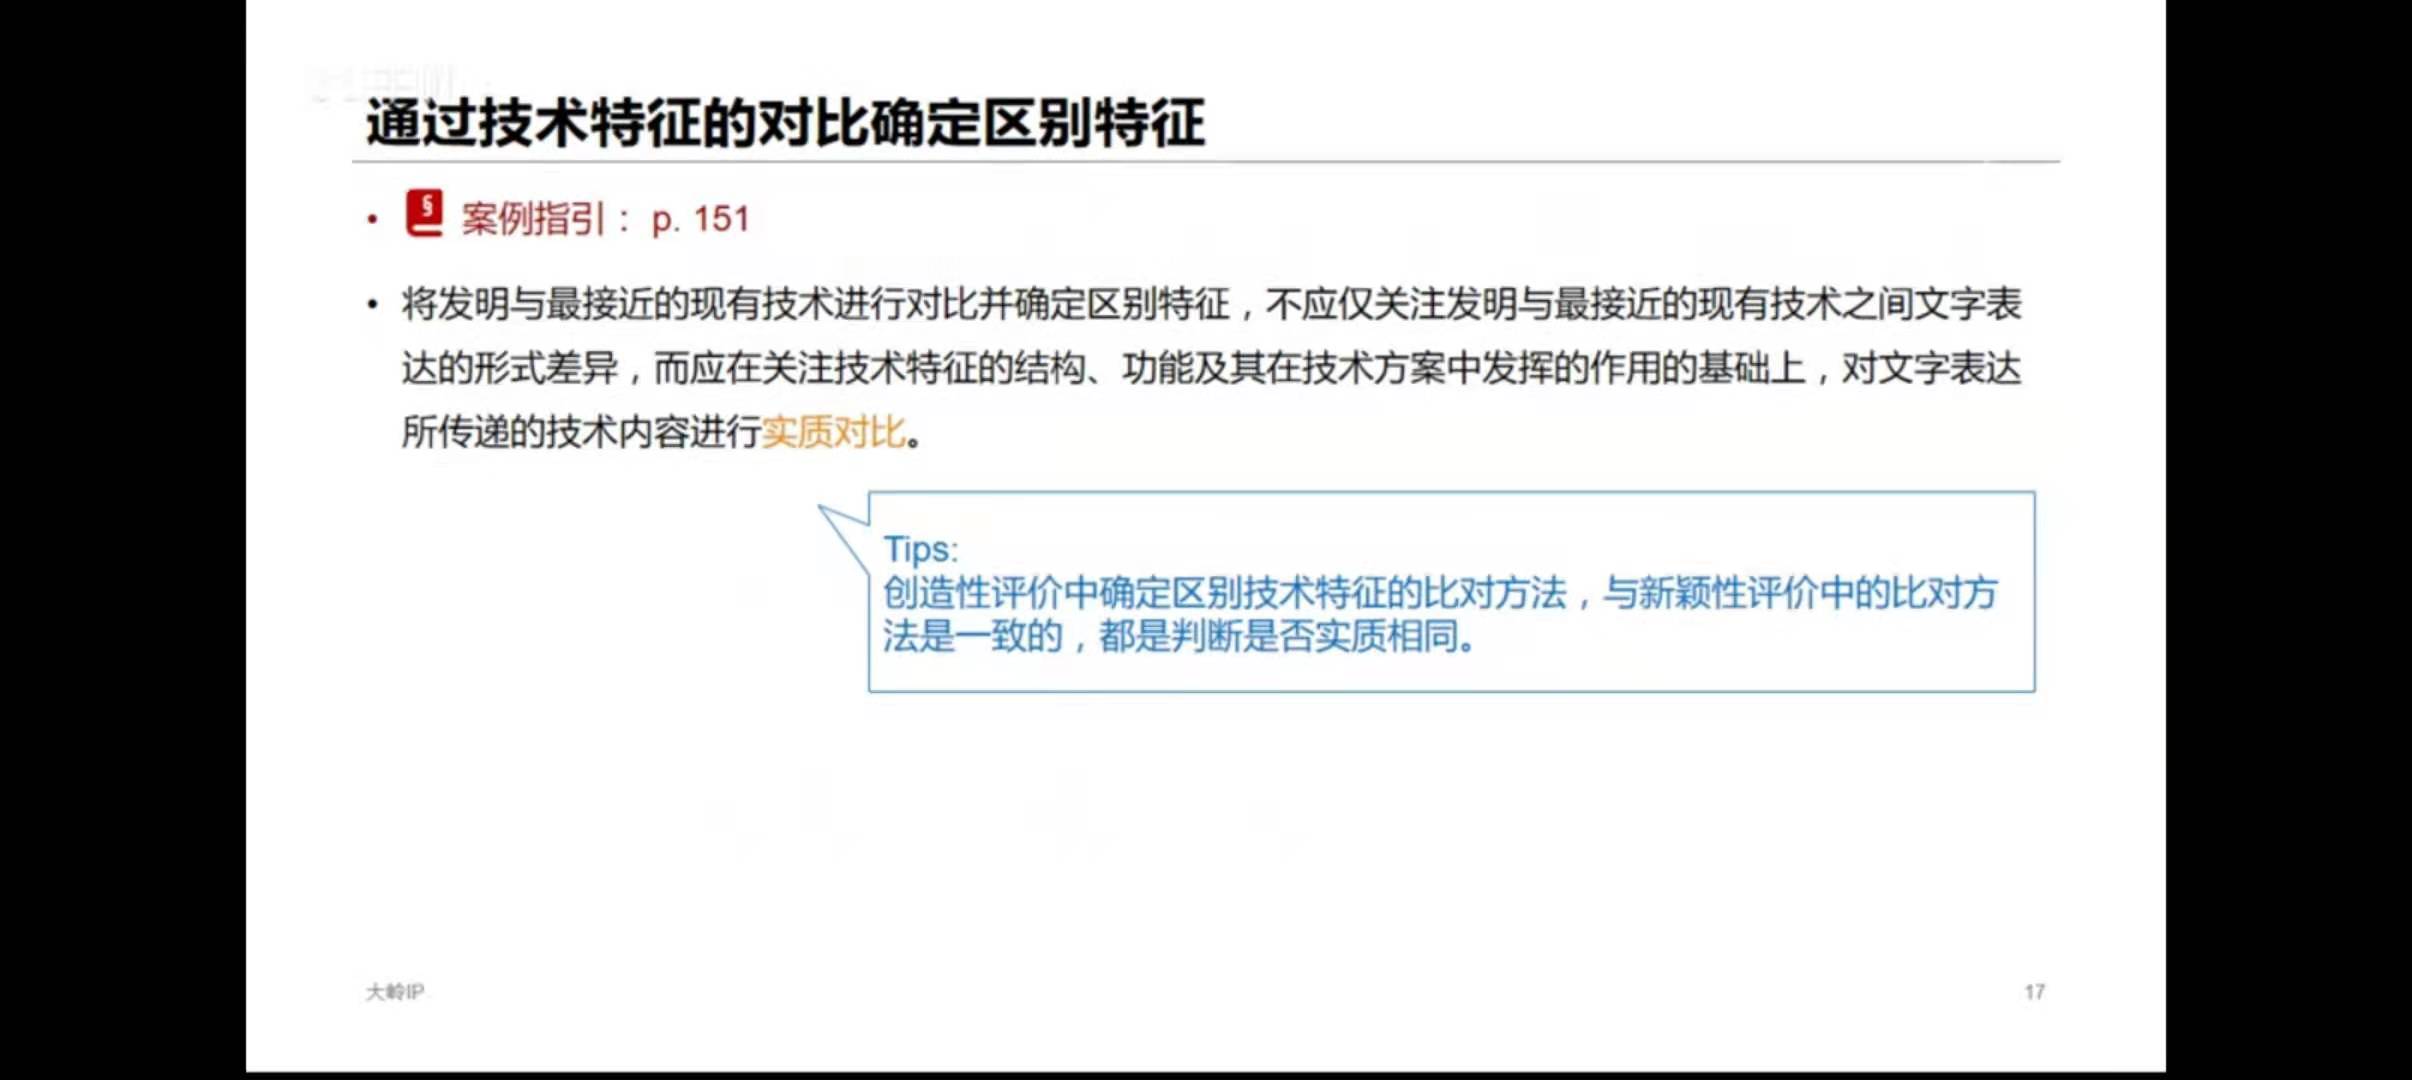 通过技术特征的对比确定区别特征
• § 案例指引： p. 151
• 将发明与最接近的现有技术进行对比并确定区别特征，不应仅关注发明与最接近的现有技术之间文字表
达的形式差异，而应在关注技术特征的结构、功能及其在技术方案中发挥的作用的基础上，对文字表达
所传递的技术内容进行实质对比。
Tips:
创造性评价中确定区别技术特征的比对方法，与新颖性评价中的比对方
法是一致的，都是判断是否实质相同。
大岭IP
17